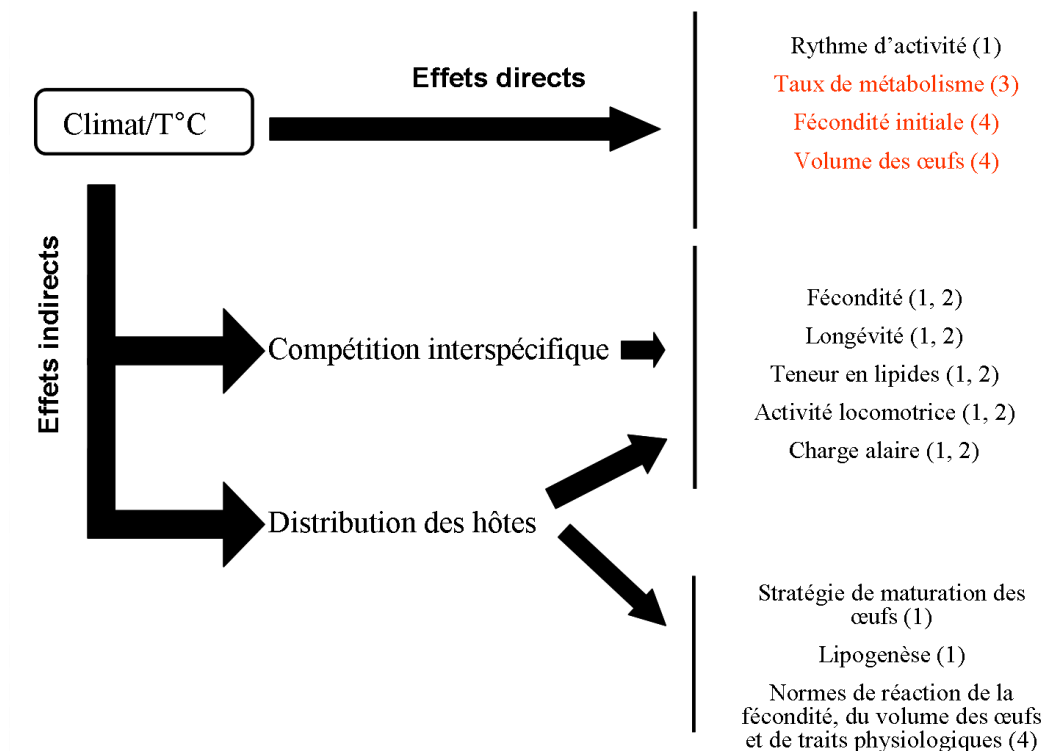 Rythme d’activité (1)
Effets directs
Taux de métabolisme (3)
Climat/T°C
Fécondité initiale (4)
Volume des œufs (4)
Effets indirects
Fécondité (1, 2)
Longévité (1, 2)
Compétition interspécifique
Teneur en lipides (1, 2)
Activité locomotrice (1, 2)
Charge alaire (1, 2)
Distribution des hôtes
Stratégie de maturation des
œufs (1)
Lipogenèse (1)
Normes de réaction de la
fécondité, du volume des œufs
et de traits physiologiques (4)